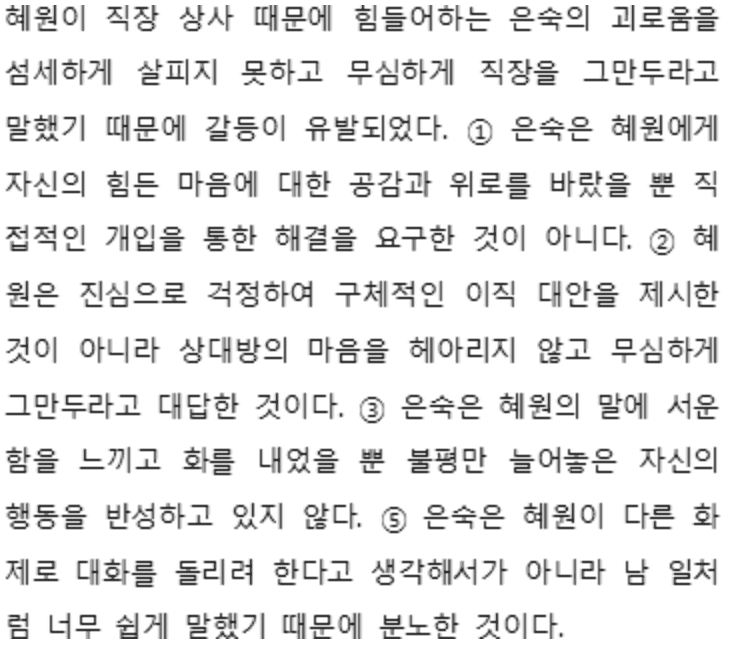 혜원이 직장 상사 때문에 힘들어하는 은숙의 괴로움을
섬세하게 살피지 못하고 무심하게 직장을 그만두라고
말했기 때문에 갈등이 유발되었다. ① 은숙은 혜원에게
자신의 힘든 마음에 대한 공감과 위로를 바랐을 뿐 직
접적인 개입을 통한 해결을 요구한 것이 아니다. ② 혜
원은 진심으로 걱정하여 구체적인 이직 대안을 제시한
것이 아니라 상대방의 마음을 헤아리지 않고 무심하게
그만두라고 대답한 것이다. ③ 은숙은 혜원의 말에 서운
함을 느끼고 화를 내었을 뿐 불평만 늘어놓은 자신의
행동을 반성하고 있지 않다. ⑤ 은숙은 혜원이 다른 화
제로 대화를 돌리려 한다고 생각해서가 아니라 남 일처
럼 너무 쉽게 말했기 때문에 분노한 것이다.